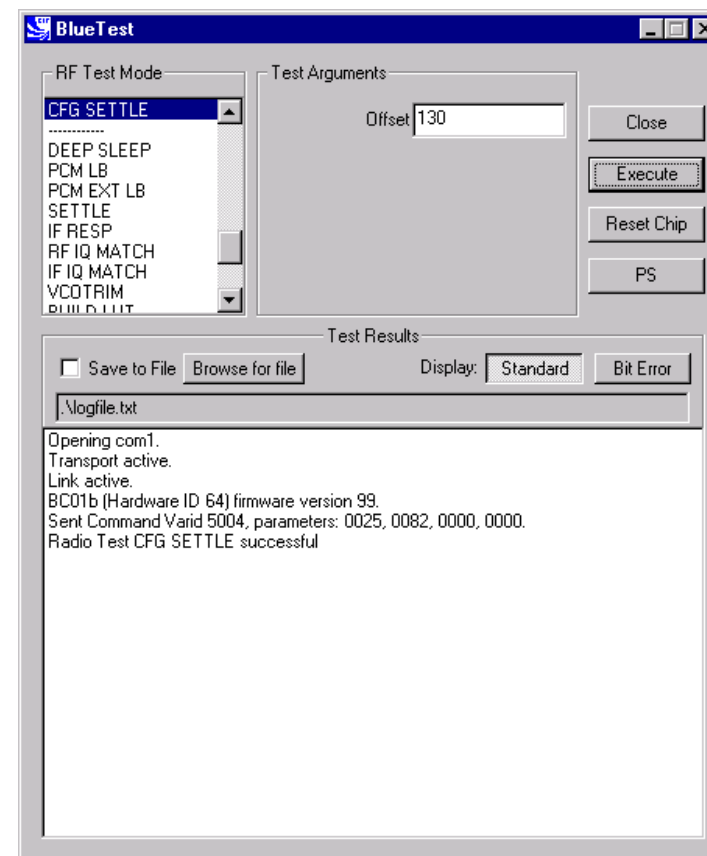 BlueTest
RF Test Mode
CFG SETTLE
------------
DEEP SLEEP
PCM LB
PCM EXT LB
SETTLE
IF RESP
RF IQ MATCH
IF IQ MATCH
VCOTRIM
BUILD LUT
Test Arguments
Offset 130
Close
Execute
Reset Chip
PS
Test Results
Save to File Browse for file Display: Standard Bit Error
.\logfile.txt
Opening com1.
Transport active.
Link active.
BC01b (Hardware ID 64) firmware version 99.
Sent Command Varid 5004, parameters: 0025, 0082, 0000, 0000.
Radio Test CFG SETTLE successful